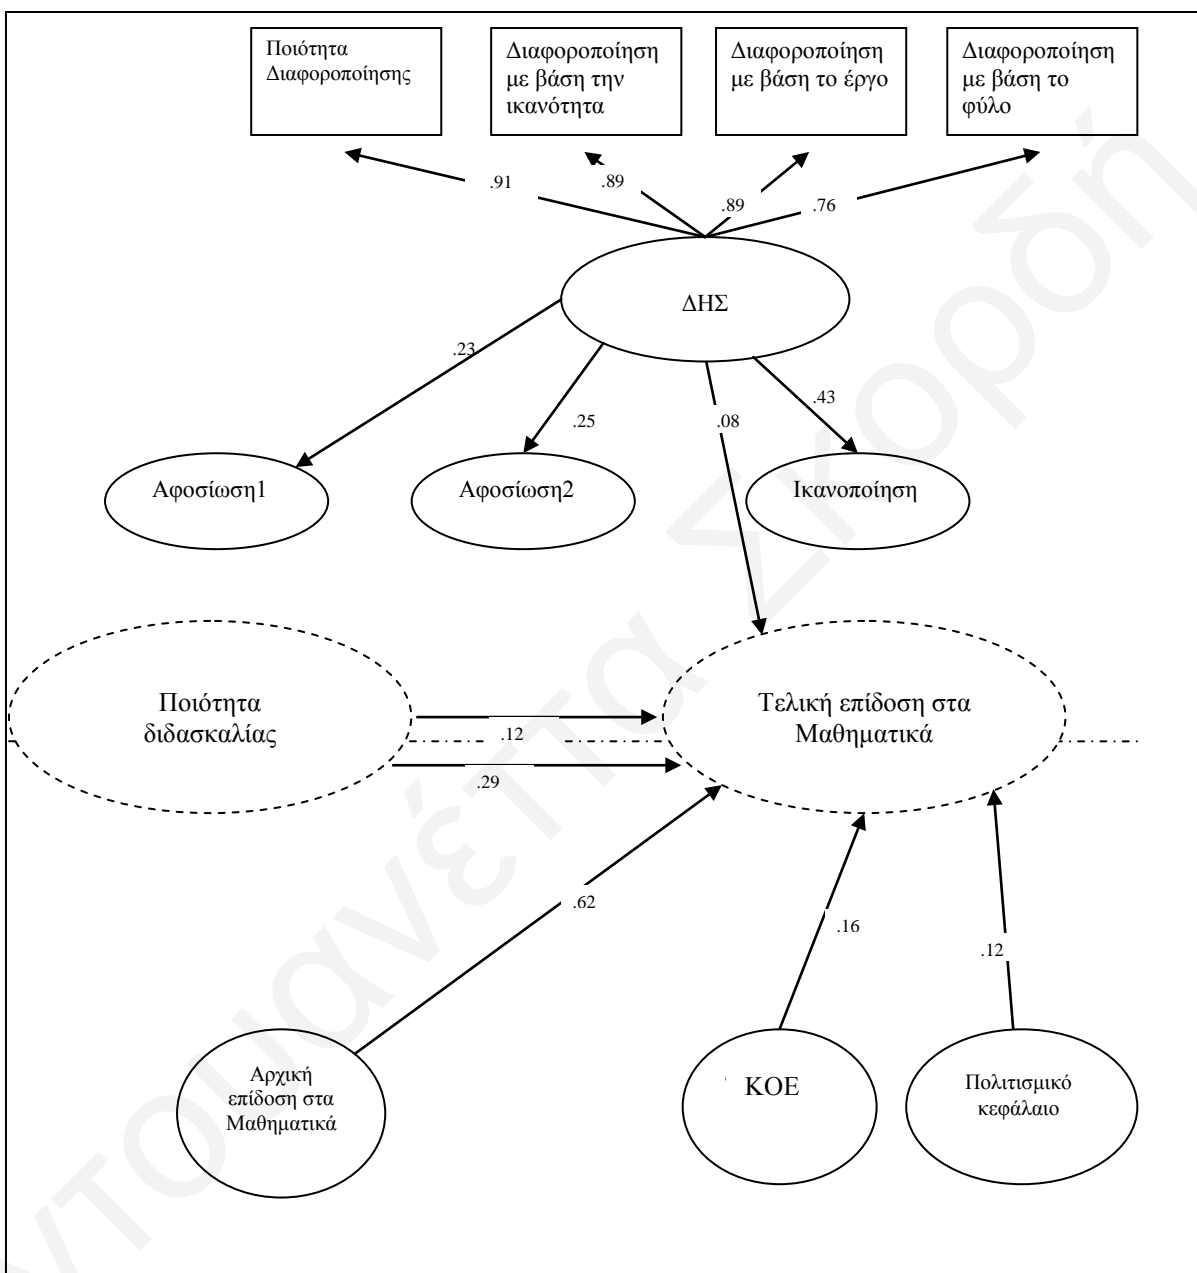 Ποιότητα
Διαφοροποίησης
Διαφοροποίηση
με βάση την
ικανότητα
Διαφοροποίηση
με βάση το έργο
Διαφοροποίηση
με βάση το
φύλο
.91
.89
.89
.76
ΔΗΣ
.23
.25
.08
.43
Αφοσίωση1
Αφοσίωση2
Ικανοποίηση
Ποιότητα
διδασκαλίας
Τελική επίδοση στα
Μαθηματικά
.12
.29
.62
.16
.12
Αρχική
επίδοση στα
Μαθηματικά
ΚΟΕ
Πολιτισμικό
κεφάλαιο
ντουανέττα Σκορδή